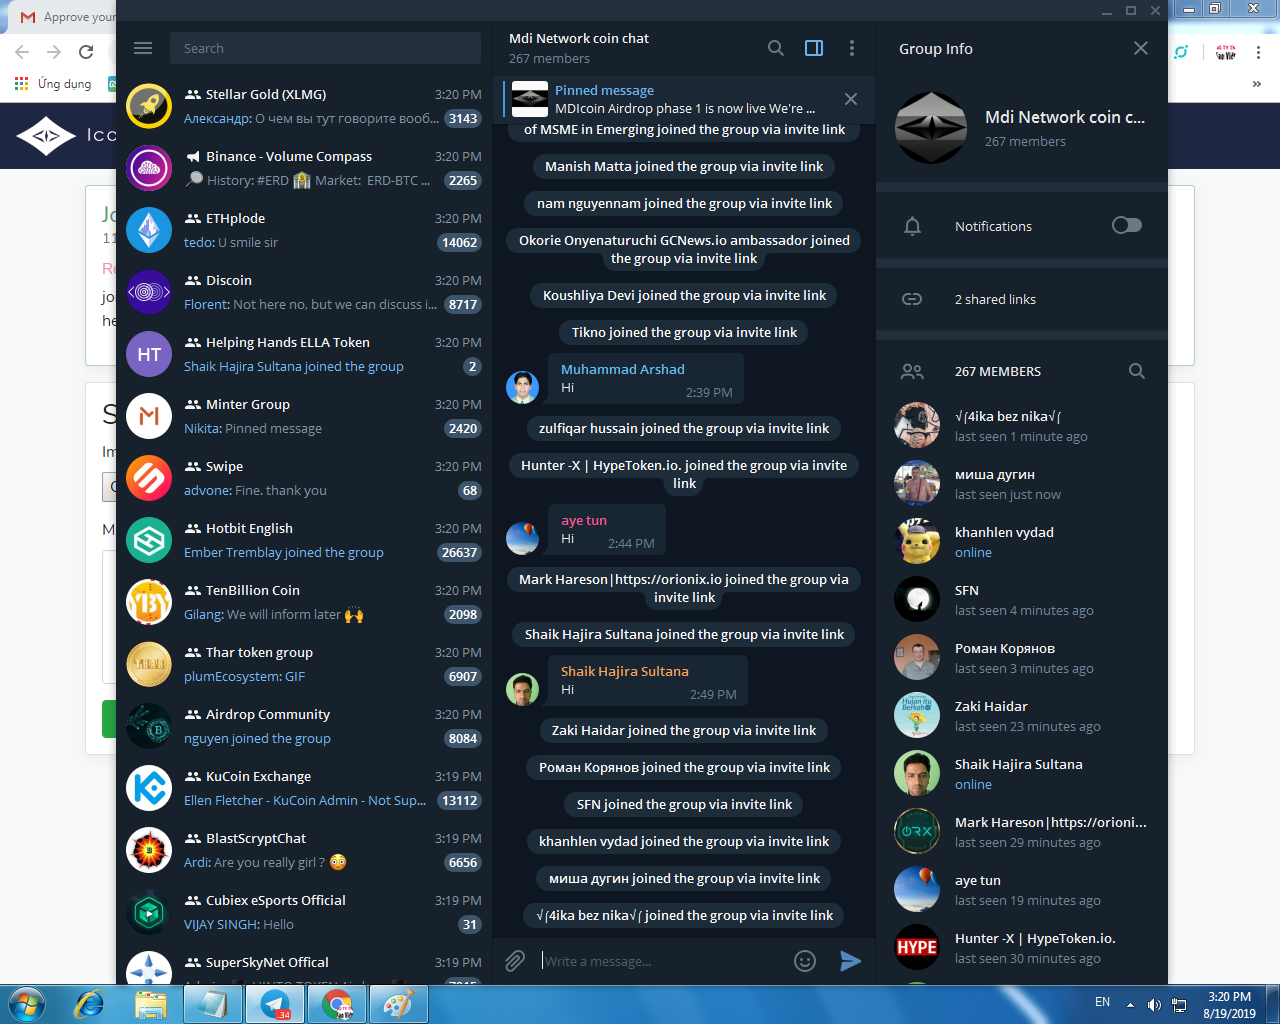 Approve your
Ứng dụng
Search
Stellar Gold (XLMG)
3:20 PM
Александр: О чем вы тут говорите вооб...
3143
Binance - Volume Compass
3:20 PM
History: #ERD Market: ERD-BTC ...
2265
ETHplode
3:20 PM
tedo: U smile sir
14062
Discoin
3:20 PM
Florent: Not here no, but we can discuss i...
8717
HT
Helping Hands ELLA Token
3:20 PM
Shaik Hajira Sultana joined the group
2
Minter Group
3:20 PM
Nikita: Pinned message
2420
Swipe
3:20 PM
advone: Fine. thank you
68
Hotbit English
3:20 PM
Ember Tremblay joined the group
26637
TenBillion Coin
3:20 PM
Gilang: We will inform later
2098
Thar token group
3:20 PM
plumEcosystem: GIF
6907
Airdrop Community
3:20 PM
nguyen joined the group
8084
KuCoin Exchange
3:19 PM
Ellen Fletcher - KuCoin Admin - Not Sup...
13112
BlastScryptChat
3:19 PM
Ardi: Are you really girl ?
6656
Cubiex eSports Official
3:19 PM
VIJAY SINGH: Hello
31
SuperSkyNet Offical
3:19 PM
Mdi Network coin chat
267 members
Pinned message
MDIcoin Airdrop phase 1 is now live We're ...
of MSME in Emerging joined the group via invite link
Manish Matta joined the group via invite link
nam nguyennam joined the group via invite link
Okorie Onyenaturuchi GCNews.io ambassador joined
the group via invite link
Koushliya Devi joined the group via invite link
Tikno joined the group via invite link
Muhammad Arshad
Hi
2:39 PM
zulfiqar hussain joined the group via invite link
Hunter -X | HypeToken.io. joined the group via invite
link
aye tun
Hi
2:44 PM
Mark Hareson|https://orionix.io joined the group via
invite link
Shaik Hajira Sultana joined the group via invite link
Shaik Hajira Sultana
Hi
2:49 PM
Zaki Haidar joined the group via invite link
Роман Корянов joined the group via invite link
SFN joined the group via invite link
khanhlen vydad joined the group via invite link
миша дугин joined the group via invite link
√⌠4ika bez nika√⌠ joined the group via invite link
Write a message...
Group Info
Mdi Network coin c...
267 members
Notifications
2 shared links
267 MEMBERS
√⌠4ika bez nika√⌠
last seen 1 minute ago
миша дугин
last seen just now
khanhlen vydad
online
SFN
last seen 4 minutes ago
Роман Корянов
last seen 3 minutes ago
Zaki Haidar
last seen 23 minutes ago
Shaik Hajira Sultana
online
ORX
Mark Hareson|https://orioni...
last seen 29 minutes ago
aye tun
last seen 19 minutes ago
HYPE
Hunter -X | HypeToken.io.
last seen 30 minutes ago
34
EN
3:20 PM
8/19/2019